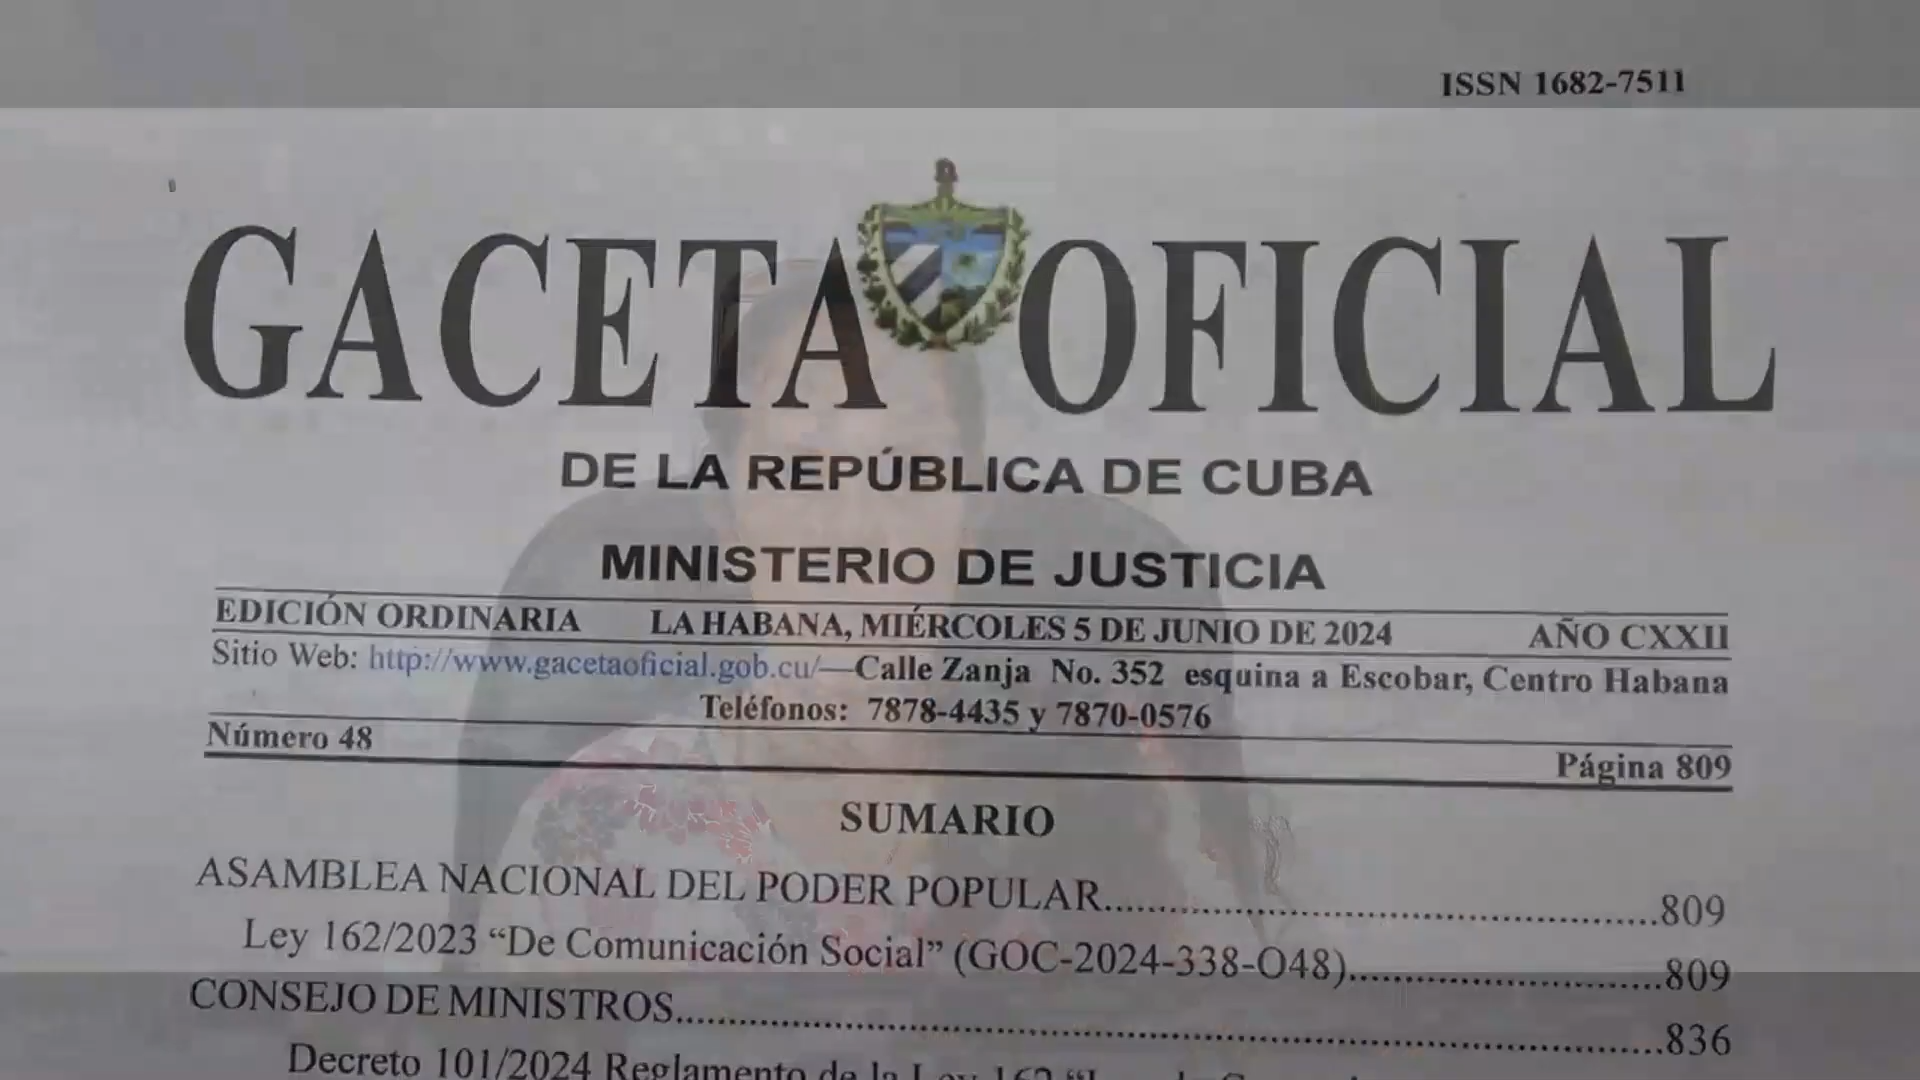 ISSN 1682-7511
GACETA OFICIAL
DE LA REPÚBLICA DE CUBA
MINISTERIO DE JUSTICIA
EDICIÓN ORDINARIA LA HABANA, MIÉRCOLES 5 DE JUNIO DE 2024 AÑO CXXII
Sitio Web: http://www.gacetaoficial.gob.cu/—Calle Zanja No. 352 esquina a Escobar, Centro Habana
Teléfonos: 7878-4435 y 7870-0576
Número 48
Página 809
SUMARIO
ASAMBLEA NACIONAL DEL PODER POPULAR..........................................809
Ley 162/2023 “De Comunicación Social” (GOC-2024-338-O48)........................809
CONSEJO DE MINISTROS..............................................................836
Decreto 101/2024 Reglamento de la Ley 162